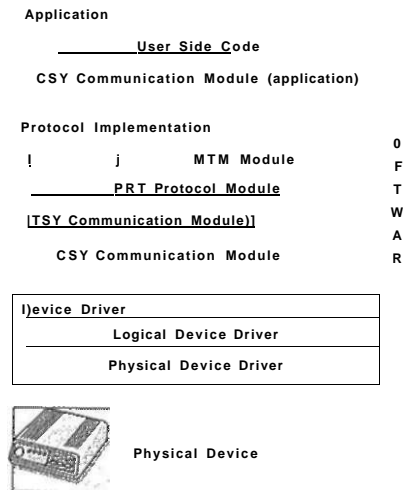 Application
User Side Code
CSY Communication Module (application)
Protocol Implementation
I j MTM Module
PRT Protocol Module
|TSY Communication Module)]
CSY Communication Module
0
F
T
W
A
R
I)evice Driver
Logical Device Driver
Physical Device Driver
Physical Device